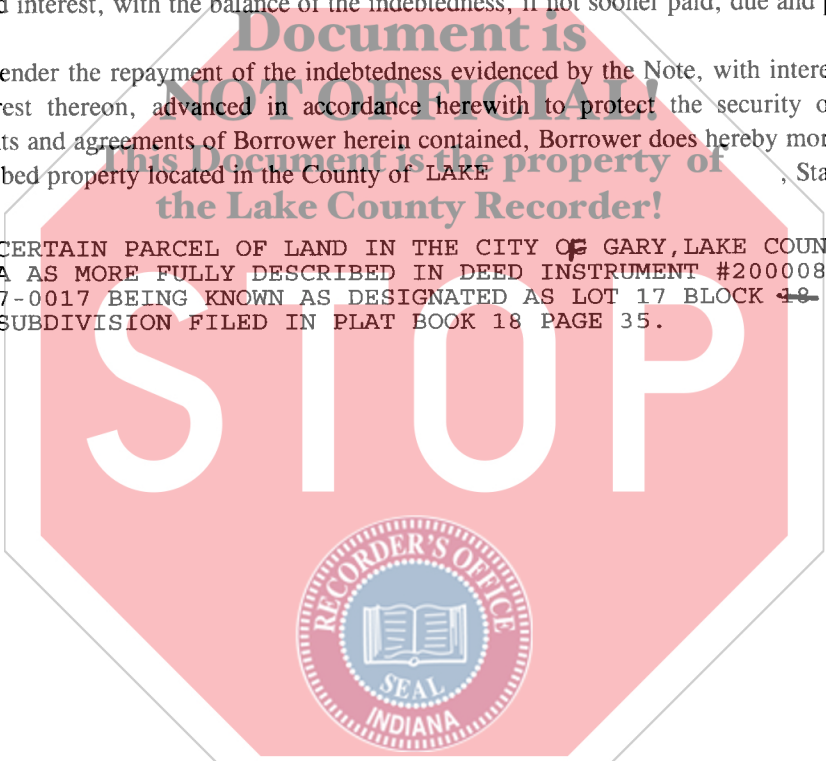 d interest, with the balance of the indebtedness, if not sooner paid, due and
Document is
ender the repayment of the indebtedness evidenced by the Note, with intere
NOT OFFICIAL!
rest thereon, advanced in accordance herewith to protect the security o
ts and agreements of Borrower herein contained, Borrower does hereby mor
This Document is the property of
bed property located in the County of LAKE , Sta
the Lake County Recorder!
CERTAIN PARCEL OF LAND IN THE CITY OF GARY, LAKE COUN
A AS MORE FULLY DESCRIBED IN DEED INSTRUMENT #200008
7-0017 BEING KNOWN AS DESIGNATED AS LOT 17 BLOCK 18
SUBDIVISION FILED IN PLAT BOOK 18 PAGE 35.
STOP
RECORDER'S OFFICE
SEAL
INDIANA